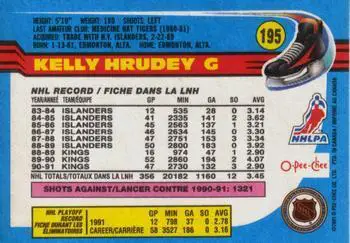 HEIGHT: 5'10" WEIGHT: 180 SHOOTS: LEFT
LAST AMATEUR CLUB: MEDICINE HAT TIGERS (1980-81)
ACQUIRED: TRADE WITH N.Y. ISLANDERS, 2-22-89
BORN: 1-13-61, EDMONTON, ALTA. HOME: EDMONTON, ALTA.
195
KELLY HRUDEY G
NHL RECORD / FICHE DANS LA LNH
YEAR/ANNÉE TEAM/ÉQUIPE GP MIN GA SO AVG
83-84 ISLANDERS 12 535 28 0 3.14
84-85 ISLANDERS 41 2335 141 2 3.62
85-86 ISLANDERS 45 2563 137 1 3.21
86-87 ISLANDERS 46 2634 145 0 3.30
87-88 ISLANDERS 47 2751 153 3 3.34
88-89 ISLANDERS 50 2800 183 0 3.92
88-89 KINGS 16 974 47 1 2.90
89-90 KINGS 52 2860 194 2 4.07
90-91 KINGS 47 2730 132 3 2.90
NHL TOTALS/TOTAUX DANS LA LNH 356 20182 1160 12 3.45
SHOTS AGAINST/LANCER CONTRE 1990-91: 1321
NHL PLAYOFF RECORD
FICHE DURANT LES ÉLIMINATOIRES
GP MIN GA SO AVG
1991 12 798 37 0 2.78
CAREER/CARRIÈRE 58 3527 186 0 3.16
NHLPA
O-Pee-Chee